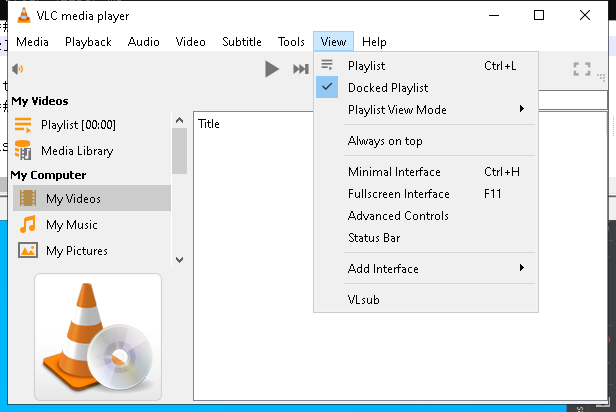 VLC media player
Media Playback Audio Video Subtitle Tools View Help
My Videos
Playlist [00:00]
Media Library
My Computer
My Videos
My Music
My Pictures
Title
Playlist Ctrl+L
Docked Playlist
Playlist View Mode
Always on top
Minimal Interface Ctrl+H
Fullscreen Interface F11
Advanced Controls
Status Bar
Add Interface
VLsub